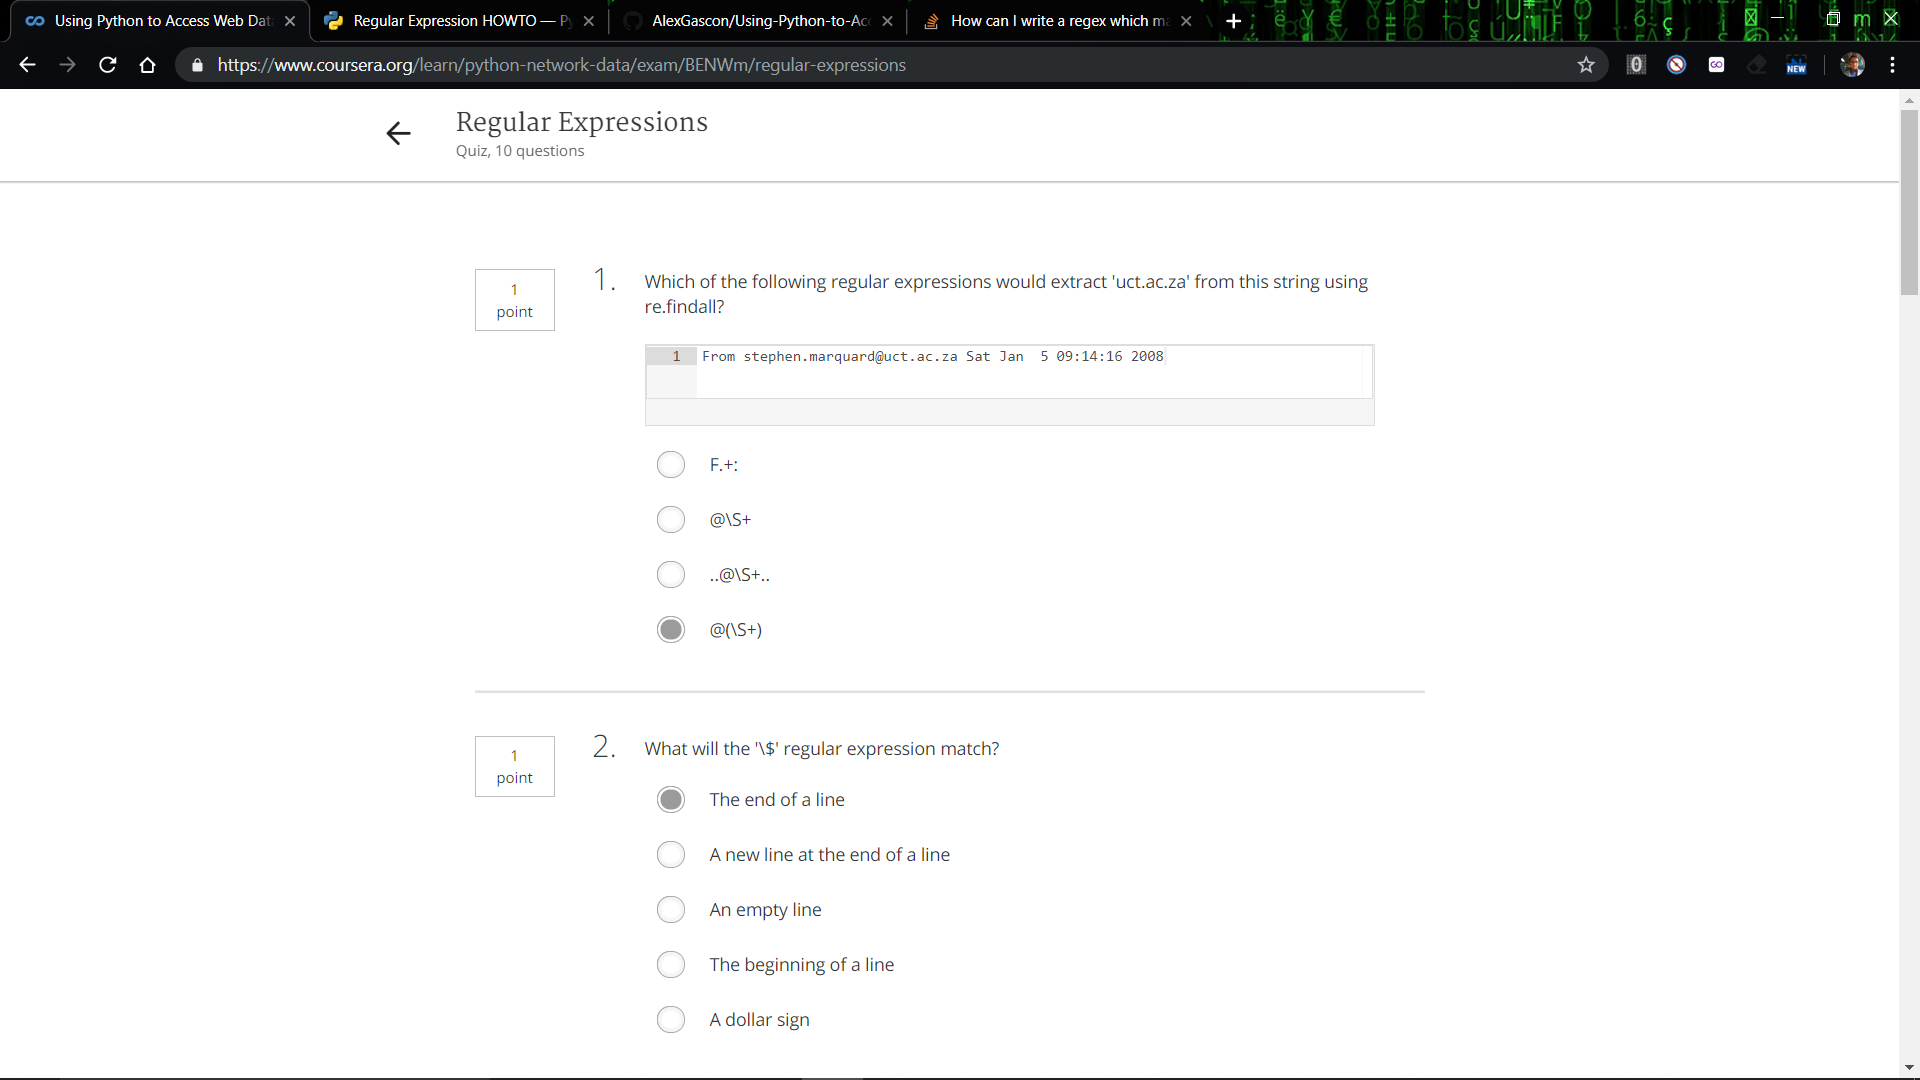 Using Python to Access Web Dat
Regular Expression HOWTO — Py
AlexGascon/Using-Python-to-Acc
How can I write a regex which ma
https://www.coursera.org/learn/python-network-data/exam/BENWm/regular-expressions
NEW
Regular Expressions
Quiz, 10 questions
1
point
1.
Which of the following regular expressions would extract 'uct.ac.za' from this string using
re.findall?
1
From stephen.marquard@uct.ac.za Sat Jan  5 09:14:16 2008
F.+:
@\S+
..@\S+..
@(\S+)
1
point
2.
What will the '\$' regular expression match?
The end of a line
A new line at the end of a line
An empty line
The beginning of a line
A dollar sign